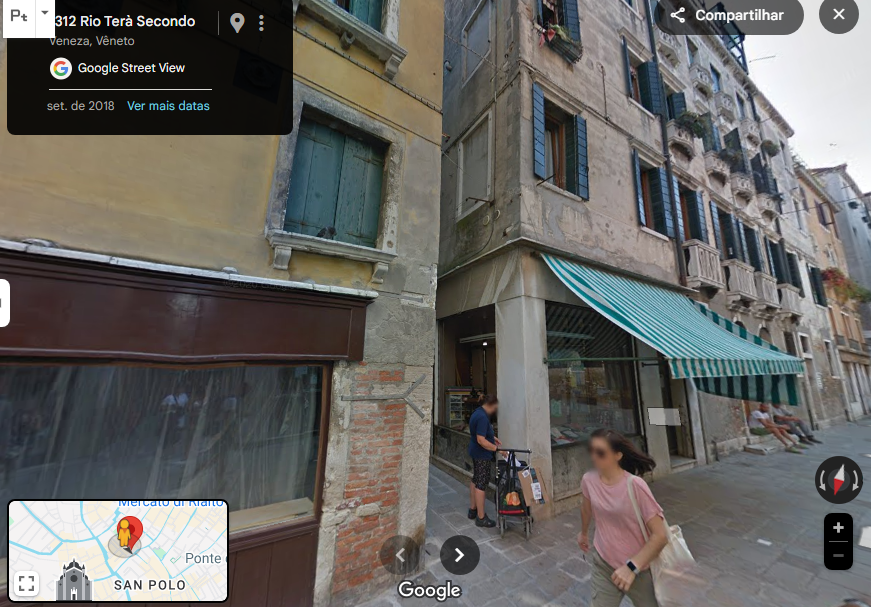 Pt
312 Rio Terà Secondo
Veneza, Vêneto
Google Street View
set. de 2018 Ver mais datas
Compartilhar
Mercato di Rialto
Ponte
SAN POLO
Google